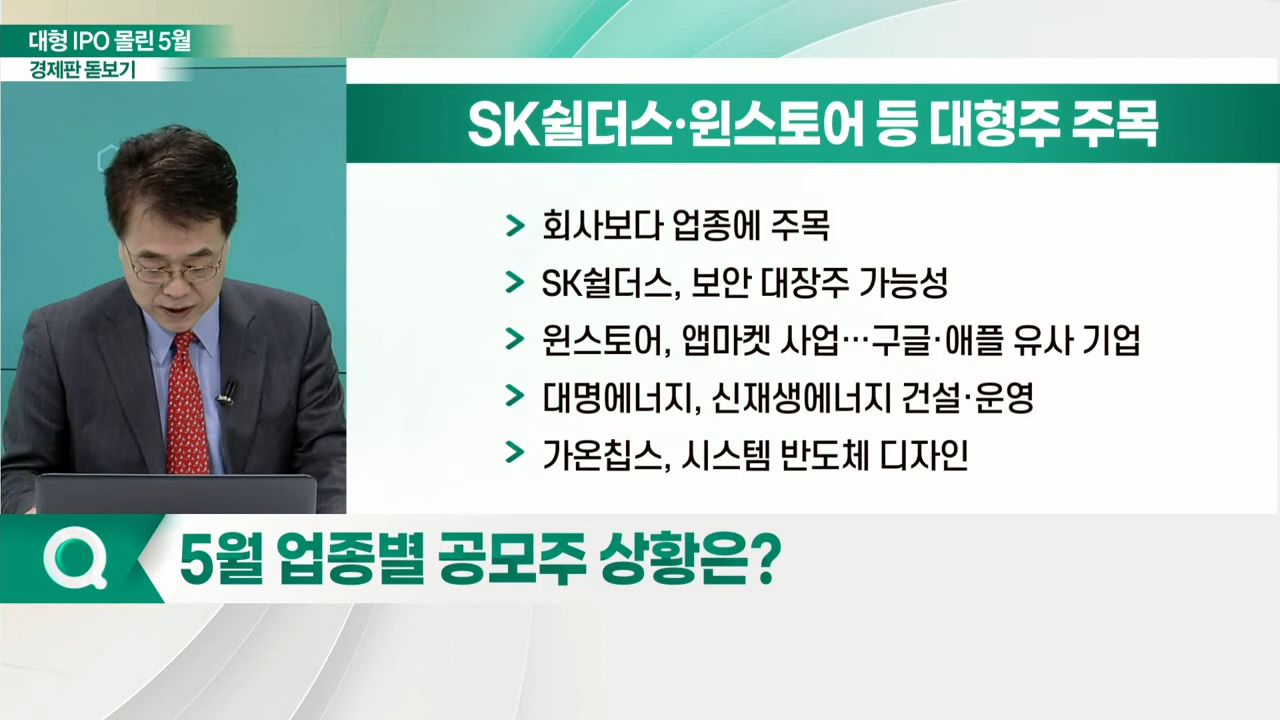 대형 IPO 몰린 5월
경제판 돋보기
SK쉴더스·원스토어 등 대형주 주목
회사보다 업종에 주목
SK쉴더스, 보안 대장주 가능성
원스토어, 앱마켓 사업…구글·애플 유사 기업
대명에너지, 신재생에너지 건설·운영
가온칩스, 시스템 반도체 디자인
Q
5월 업종별 공모주 상황은?